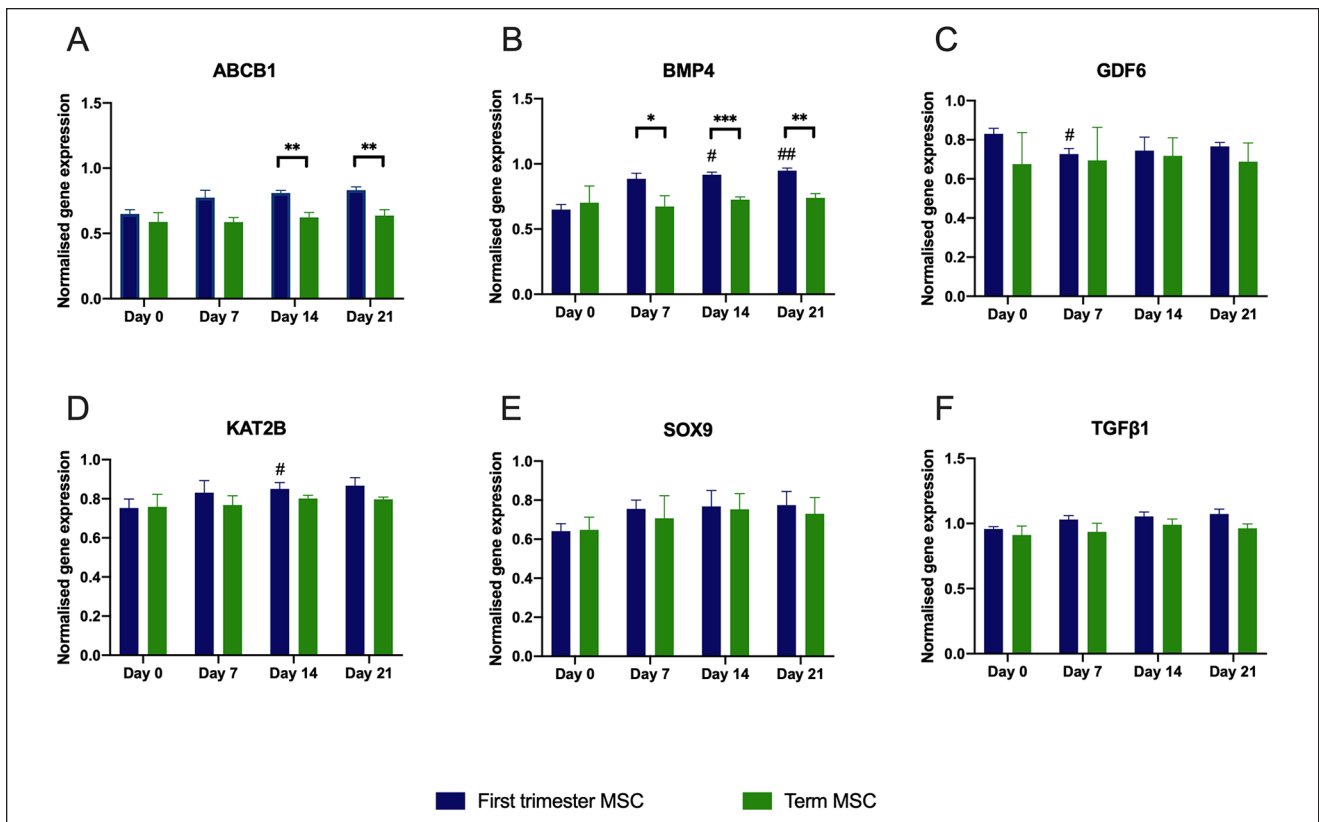 A
ABCB1
Normalised gene expression
1.5
1.0
0.5
0.0
**
**
Day 0 Day 7 Day 14 Day 21
B
BMP4
Normalised gene expression
1.5
1.0
0.5
0.0
*
***
**
#
##
Day 0 Day 7 Day 14 Day 21
C
GDF6
Normalised gene expression
1.0
0.8
0.6
0.4
0.2
0.0
#
Day 0 Day 7 Day 14 Day 21
D
KAT2B
Normalised gene expression
1.0
0.8
0.6
0.4
0.2
0.0
#
Day 0 Day 7 Day 14 Day 21
E
SOX9
Normalised gene expression
1.0
0.8
0.6
0.4
0.2
0.0
Day 0 Day 7 Day 14 Day 21
F
TGFβ1
Normalised gene expression
1.5
1.0
0.5
0.0
Day 0 Day 7 Day 14 Day 21
First trimester MSC
Term MSC